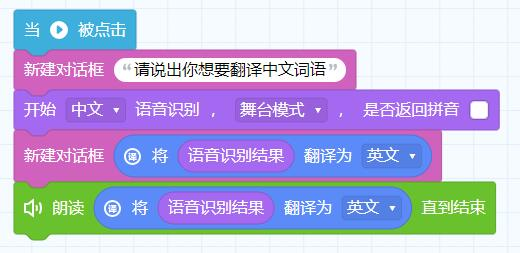 当 被点击
新建对话框 “请说出你想要翻译中文词语”
开始 中文 语音识别 ， 舞台模式 ， 是否返回拼音
新建对话框 译 将 语音识别结果 翻译为 英文
朗读 译 将 语音识别结果 翻译为 英文 直到结束